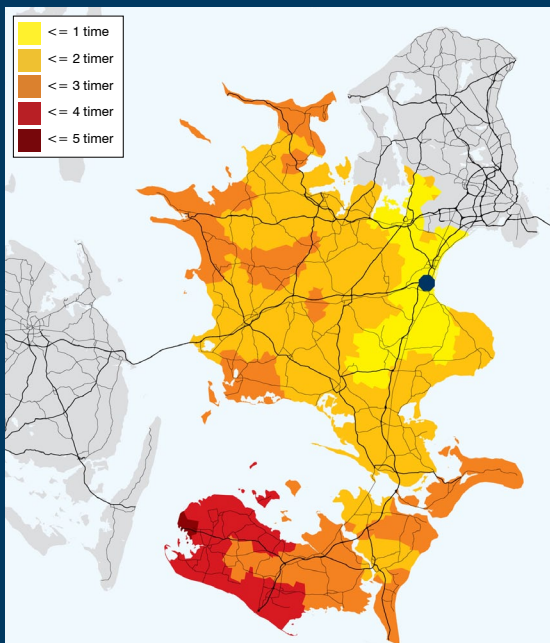 <= 1 time
<= 2 timer
<= 3 timer
<= 4 timer
<= 5 timer